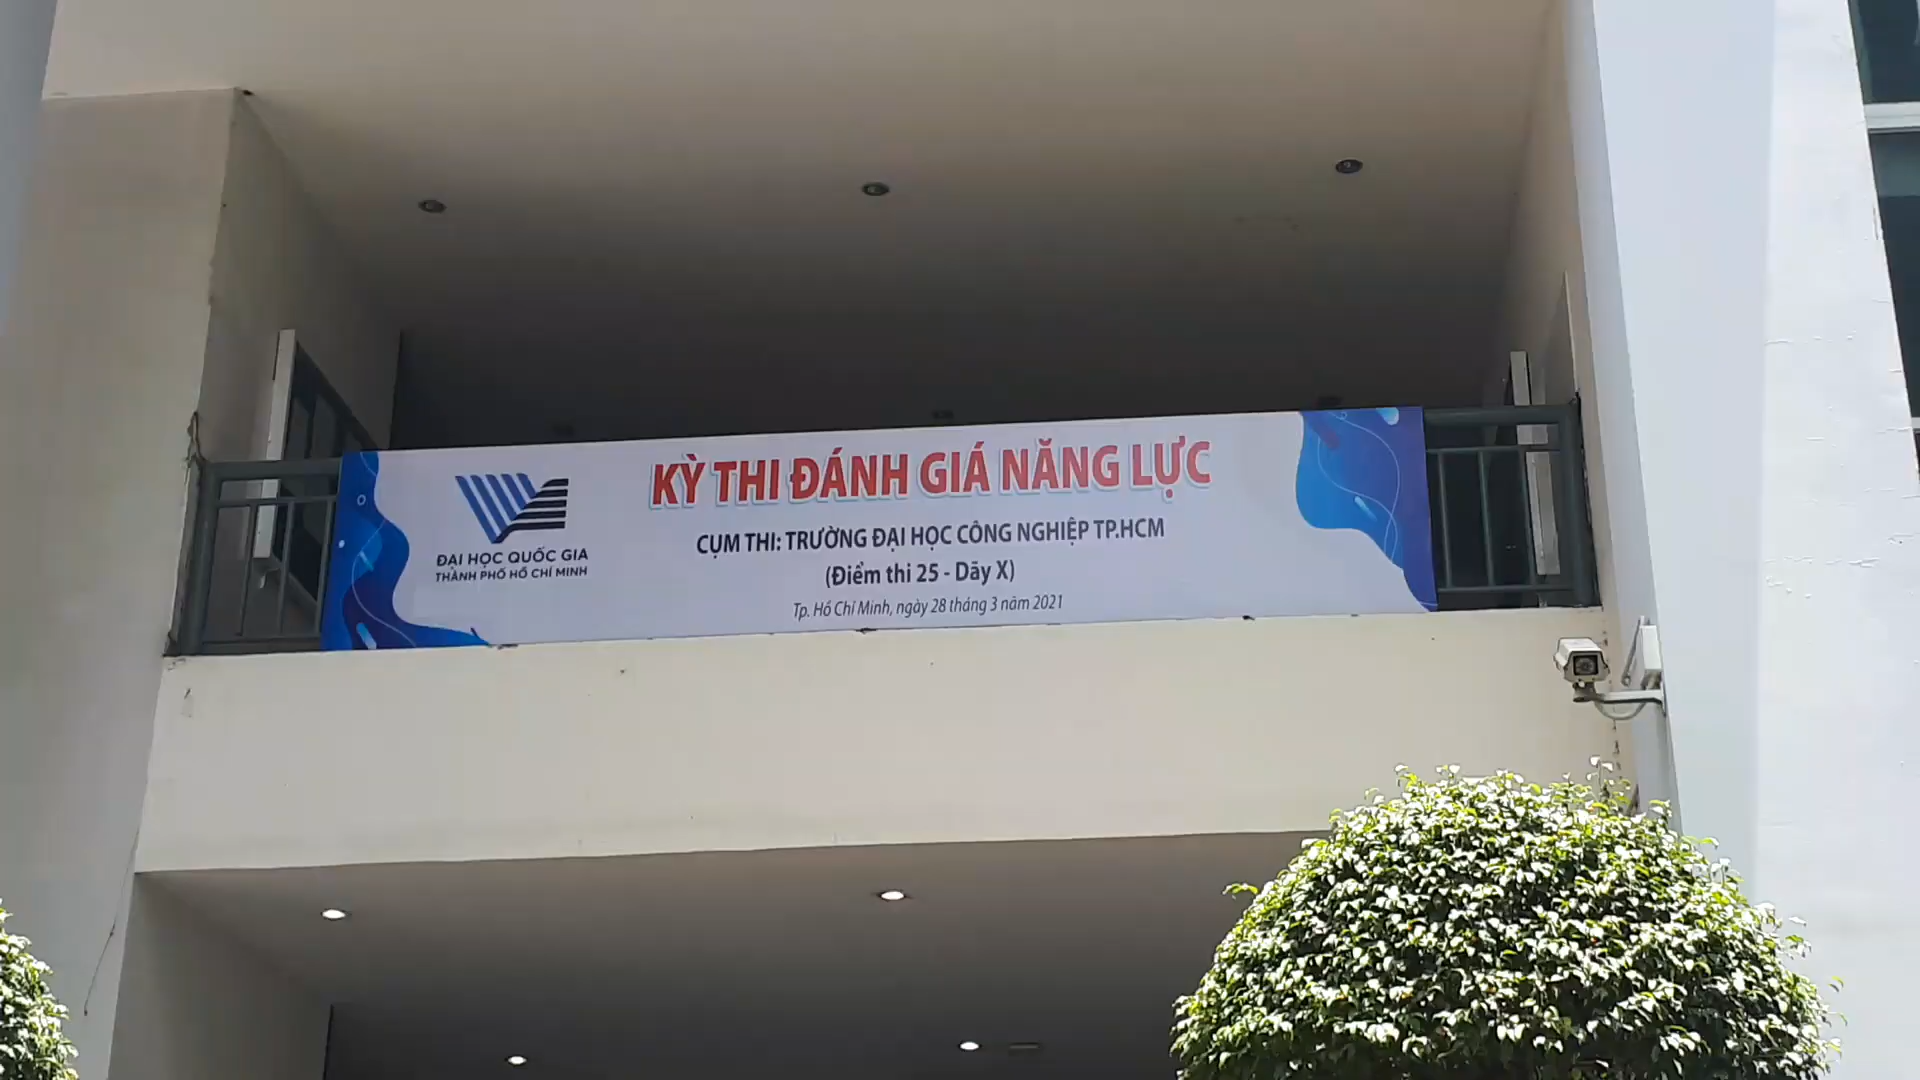 ĐẠI HỌC QUỐC GIA
THÀNH PHỐ HỒ CHÍ MINH
KỲ THI ĐÁNH GIÁ NĂNG LỰC
CỤM THI: TRƯỜNG ĐẠI HỌC CÔNG NGHIỆP TP.HCM
(Điểm thi 25 - Dãy X)
Tp. Hồ Chí Minh, ngày 28 tháng 3 năm 2021